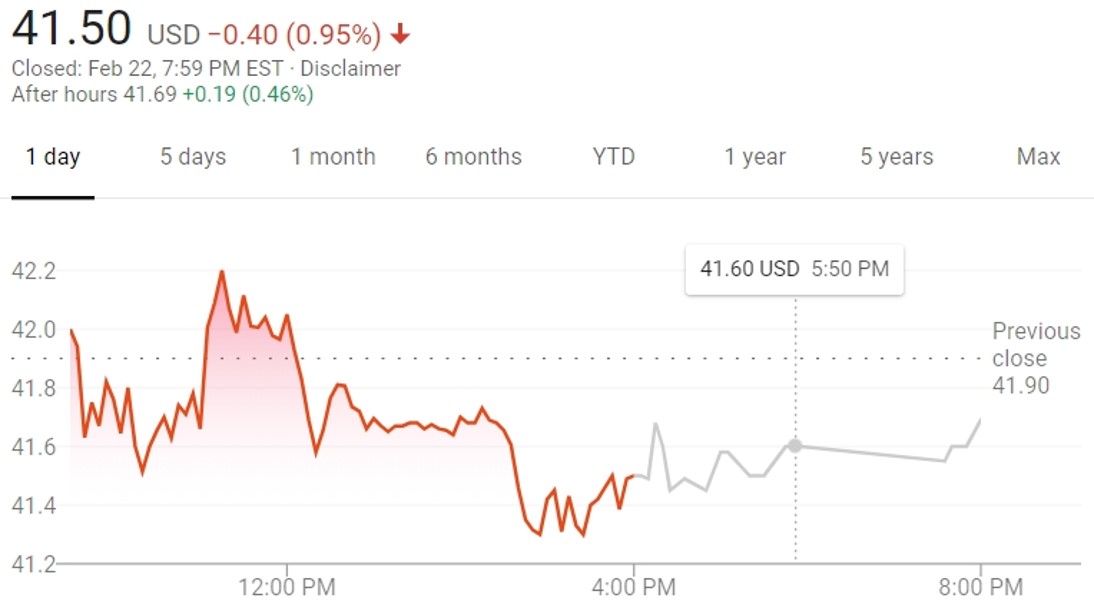 41.50 USD −0.40 (0.95%) ↓
Closed: Feb 22, 7:59 PM EST · Disclaimer
After hours 41.69 +0.19 (0.46%)
1 day 5 days 1 month 6 months YTD 1 year 5 years Max
41.60 USD 5:50 PM
42.2
42.0
41.8
41.6
41.4
41.2
Previous
close
41.90
12:00 PM 4:00 PM 8:00 PM